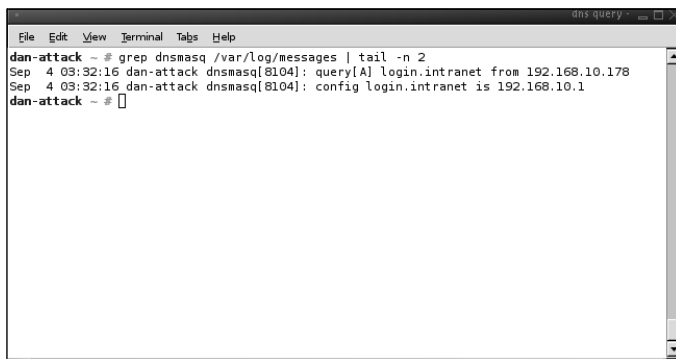 dns query -
File Edit View Terminal Tabs Help
dan-attack ~ # grep dnsmasq /var/log/messages | tail -n 2
Sep  4 03:32:16 dan-attack dnsmasq[8104]: query[A] login.intranet from 192.168.10.178
Sep  4 03:32:16 dan-attack dnsmasq[8104]: config login.intranet is 192.168.10.1
dan-attack ~ #